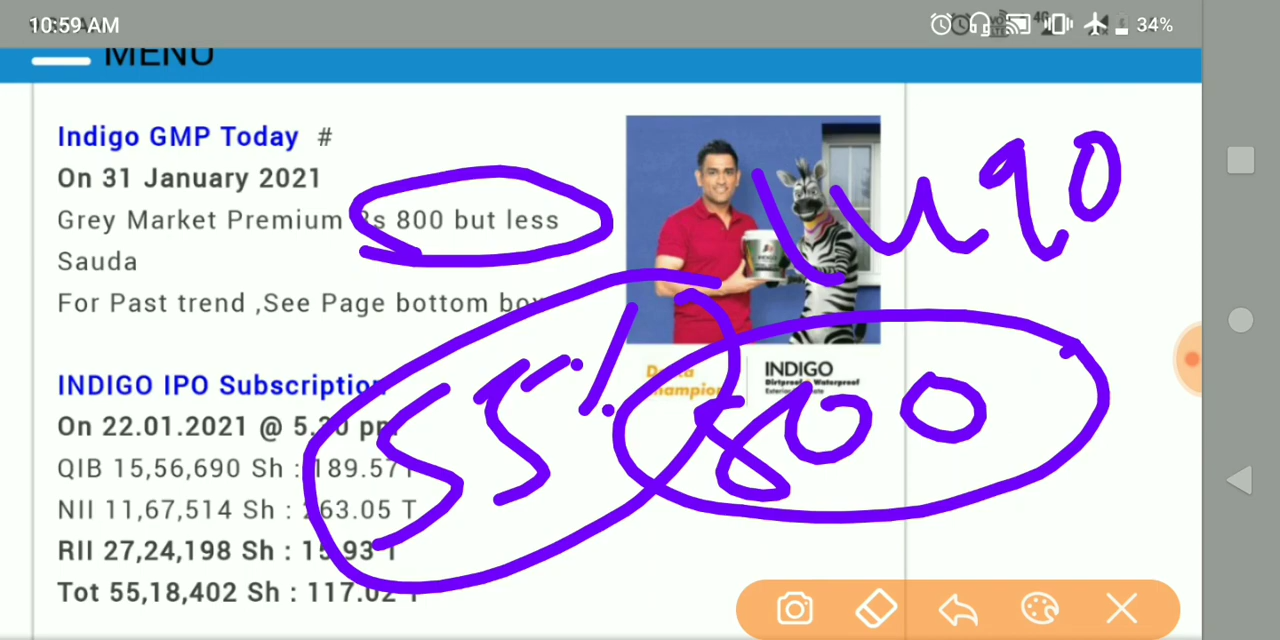 10:59 AM
34%
MENU
Indigo GMP Today #
On 31 January 2021
Grey Market Premium Rs 800 but less
Sauda
For Past trend ,See Page bottom box
1490
55%
800
INDIGO
Dirtproof & Waterproof
INDIGO IPO Subscription
On 22.01.2021 @ 5.30 pm
QIB 15,56,690 Sh : 189.57 T
NII 11,67,514 Sh : 263.05 T
RII 27,24,198 Sh : 15.93 T
Tot 55,18,402 Sh : 117.02 T